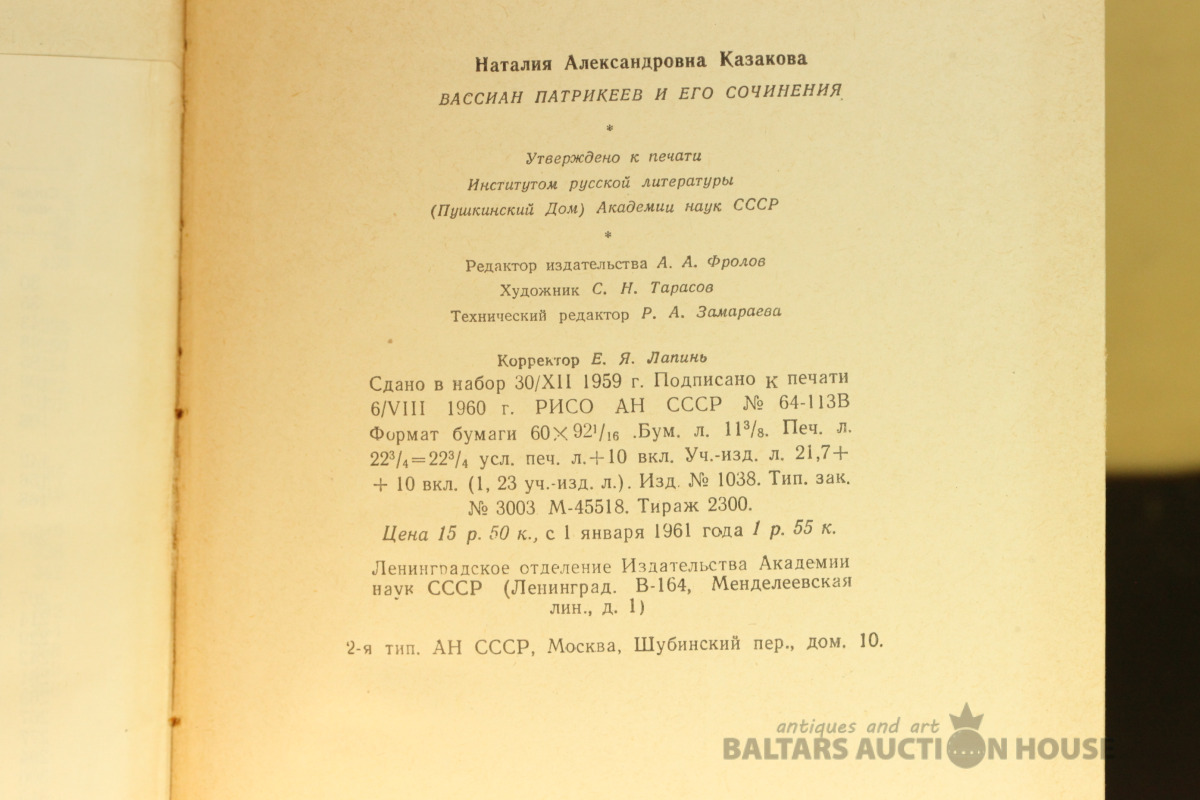 Наталия Александровна Казакова
ВАССИАН ПАТРИКЕЕВ И ЕГО СОЧИНЕНИЯ
*
Утверждено к печати
Институтом русской литературы
(Пушкинский Дом) Академии наук СССР
*
Редактор издательства А. А. Фролов
Художник С. Н. Тарасов
Технический редактор Р. А. Замараева
Корректор Е. Я. Лапинь
Сдано в набор 30/XII 1959 г. Подписано к печати
6/VIII 1960 г. РИСО АН СССР № 64-113В
Формат бумаги 60×92¹/₁₆ .Бум. л. 11³/₈. Печ. л.
22³/₄=22³/₄ усл. печ. л.+10 вкл. Уч.-изд. л. 21,7+
+ 10 вкл. (1, 23 уч.-изд. л.). Изд. № 1038. Тип. зак.
№ 3003 М-45518. Тираж 2300.
Цена 15 р. 50 к., с 1 января 1961 года 1 р. 55 к.
Ленинградское отделение Издательства Академии
наук СССР (Ленинград. В-164, Менделеевская
лин., д. 1)
2-я тип. АН СССР, Москва, Шубинский пер., дом. 10.
antiques and art
BALTARS AUCTION HOUSE